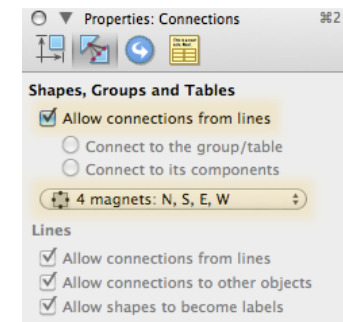 Properties: Connections ⌘2
Shapes, Groups and Tables
Allow connections from lines
Connect to the group/table
Connect to its components
4 magnets: N, S, E, W
Lines
Allow connections from lines
Allow connections to other objects
Allow shapes to become labels